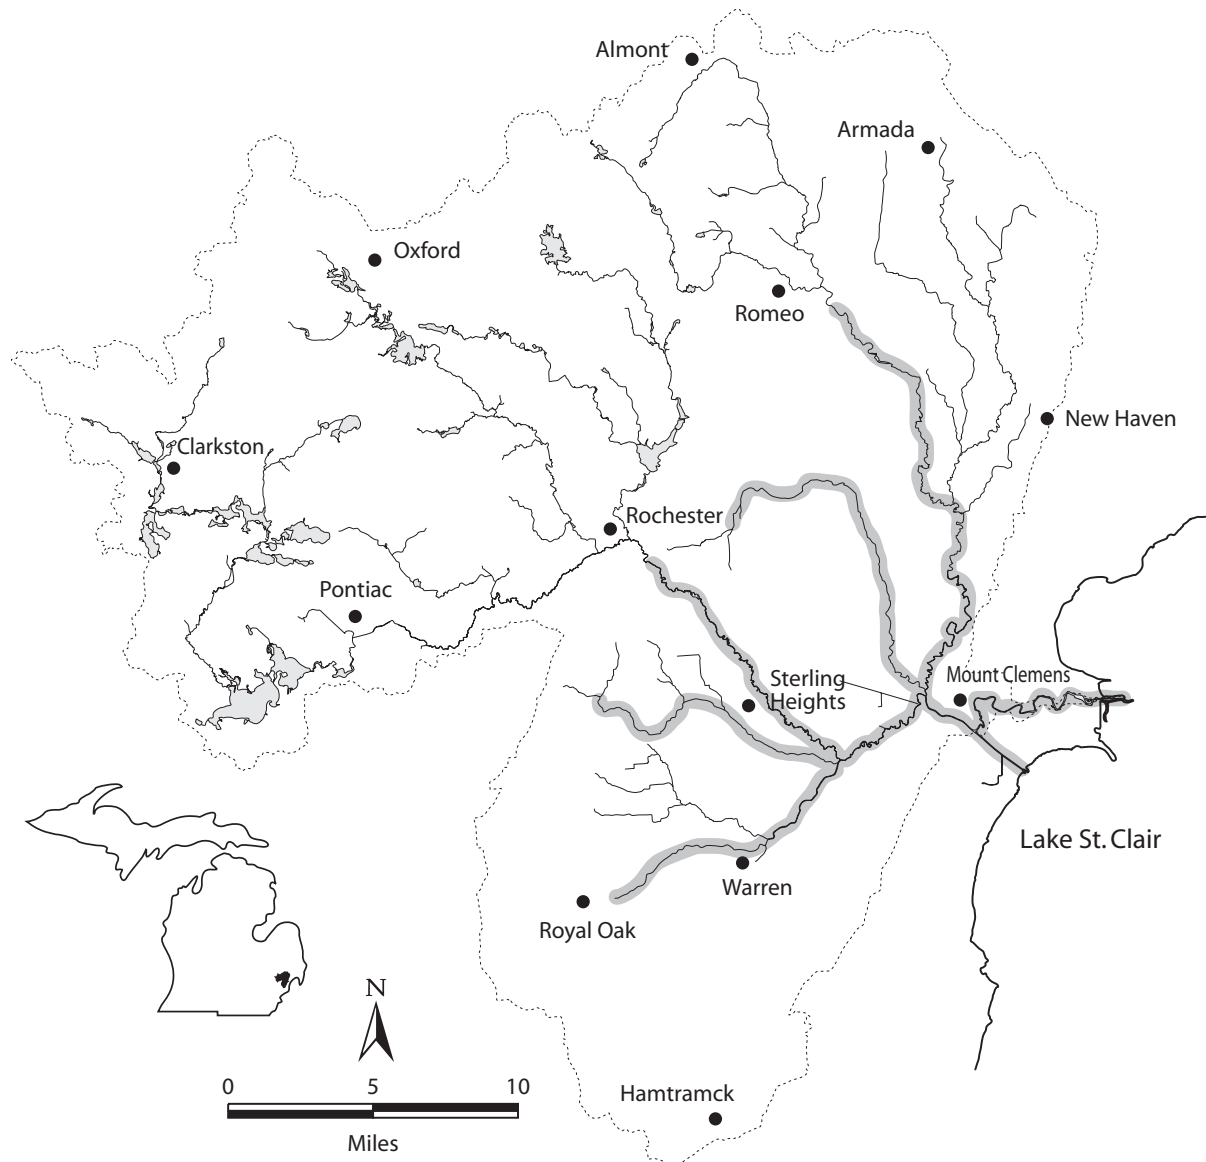 Almont
Armada
Oxford
Romeo
New Haven
Clarkston
Rochester
Pontiac
Mount Clemens
Sterling
Heights
Lake St. Clair
Warren
Royal Oak
N
0 5 10
Miles
Hamtramck